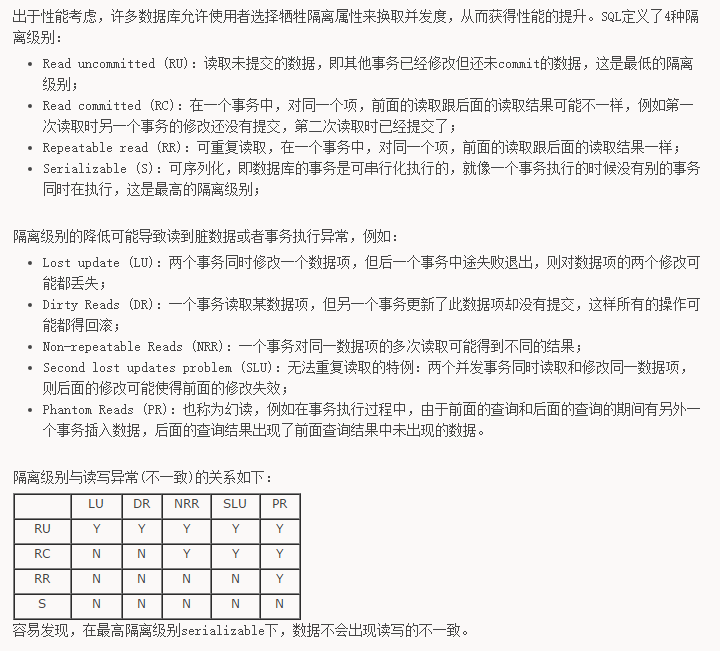 出于性能考虑，许多数据库允许使用者选择牺牲隔离属性来换取并发度，从而获得性能的提升。SQL定义了4种隔
离级别：
• Read uncommitted (RU)：读取未提交的数据，即其他事务已经修改但还未commit的数据，这是最低的隔离
级别；
• Read committed (RC)：在一个事务中，对同一个项，前面的读取跟后面的读取结果可能不一样，例如第一
次读取时另一个事务的修改还没有提交，第二次读取时已经提交了；
• Repeatable read (RR)：可重复读取，在一个事务中，对同一个项，前面的读取跟后面的读取结果一样；
• Serializable (S)：可序列化，即数据库的事务是可串行化执行的，就像一个事务执行的时候没有别的事务
同时在执行，这是最高的隔离级别；
隔离级别的降低可能导致读到脏数据或者事务执行异常，例如：
• Lost update (LU)：两个事务同时修改一个数据项，但后一个事务中途失败退出，则对数据项的两个修改可
能都丢失；
• Dirty Reads (DR)：一个事务读取某数据项，但另一个事务更新了此数据项却没有提交，这样所有的操作可
能都得回滚；
• Non-repeatable Reads (NRR)：一个事务对同一数据项的多次读取可能得到不同的结果；
• Second lost updates problem (SLU)：无法重复读取的特例：两个并发事务同时读取和修改同一数据项，
则后面的修改可能使得前面的修改失效；
• Phantom Reads (PR)：也称为幻读，例如在事务执行过程中，由于前面的查询和后面的查询的期间有另外一
个事务插入数据，后面的查询结果出现了前面查询结果中未出现的数据。
隔离级别与读写异常(不一致)的关系如下：
LU DR NRR SLU PR
RU Y Y Y Y Y
RC N N Y Y Y
RR N N N N Y
S N N N N N
容易发现，在最高隔离级别serializable下，数据不会出现读写的不一致。